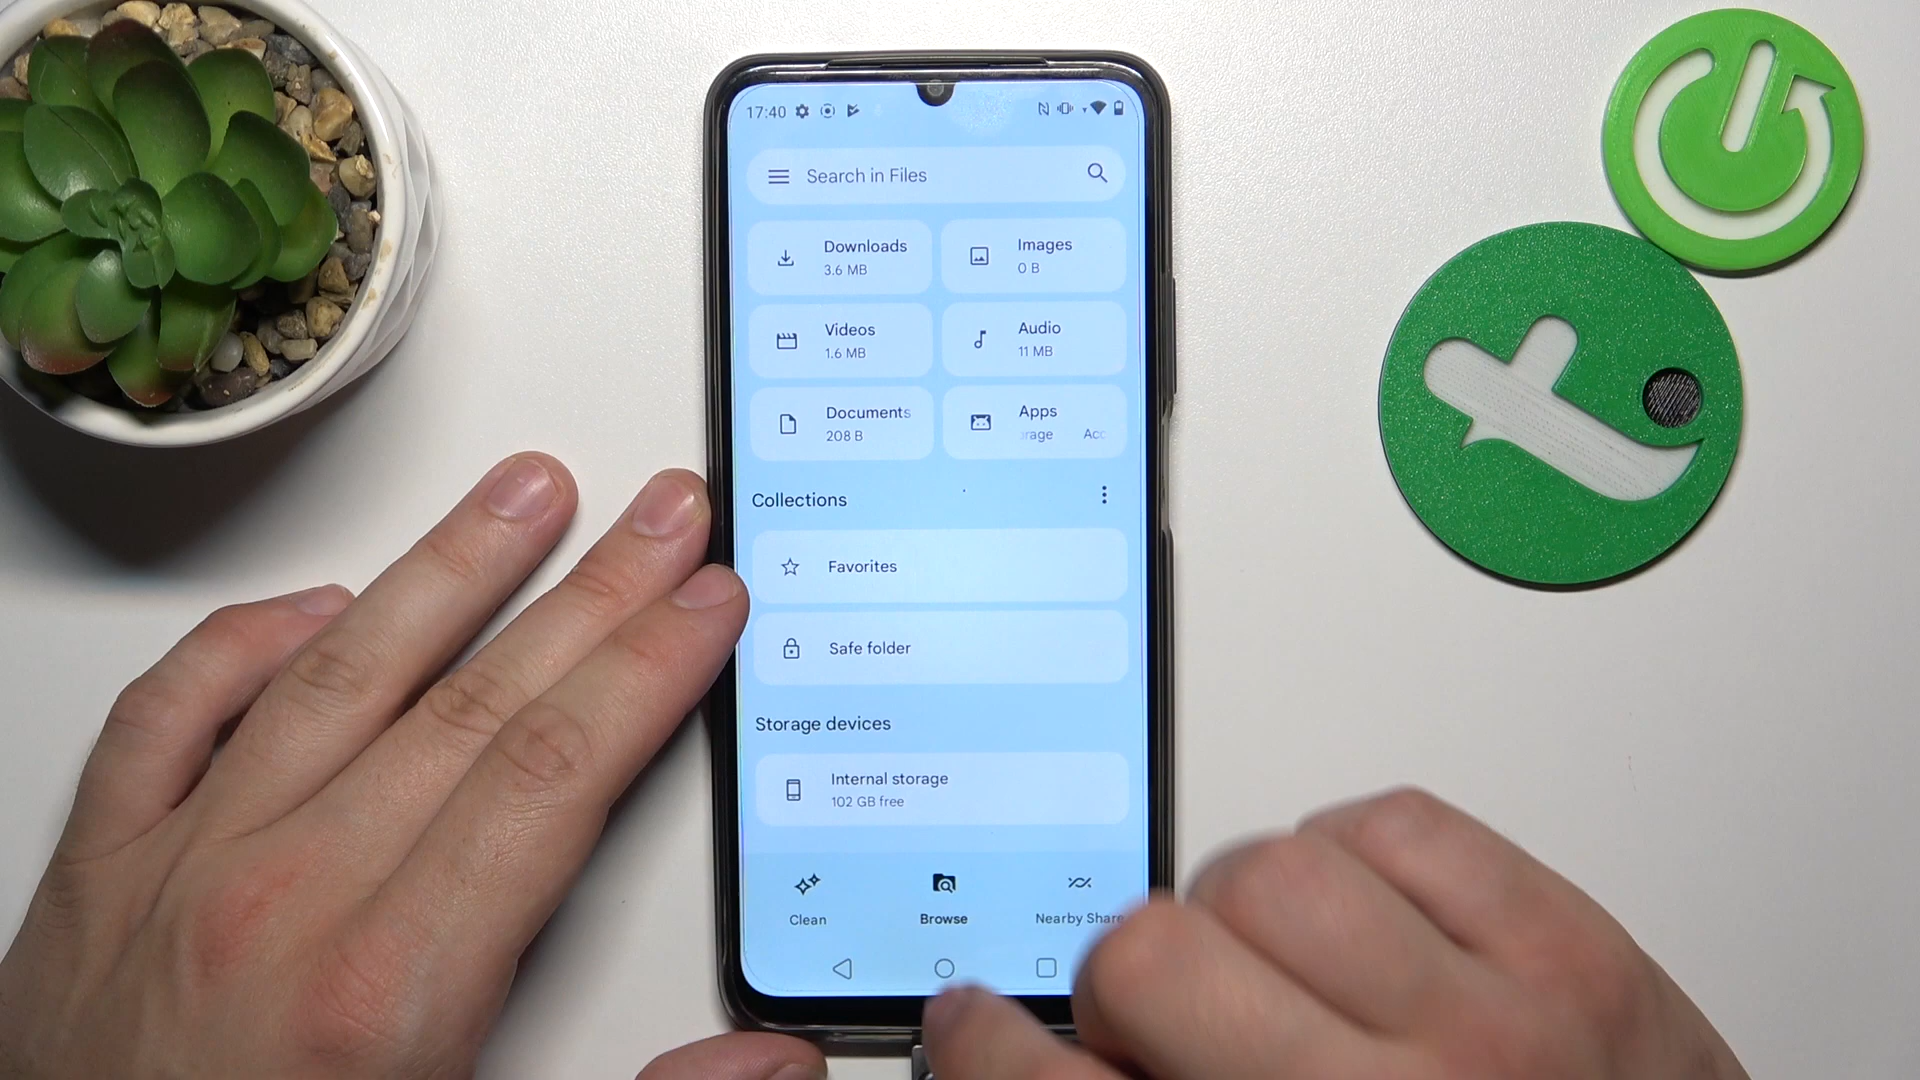 17:40
Search in Files
Downloads
3.6 MB
Images
0 B
Videos
1.6 MB
Audio
11 MB
Documents
208 B
Apps
Collections
Favorites
Safe folder
Storage devices
Internal storage
102 GB free
Clean
Browse
Nearby Share